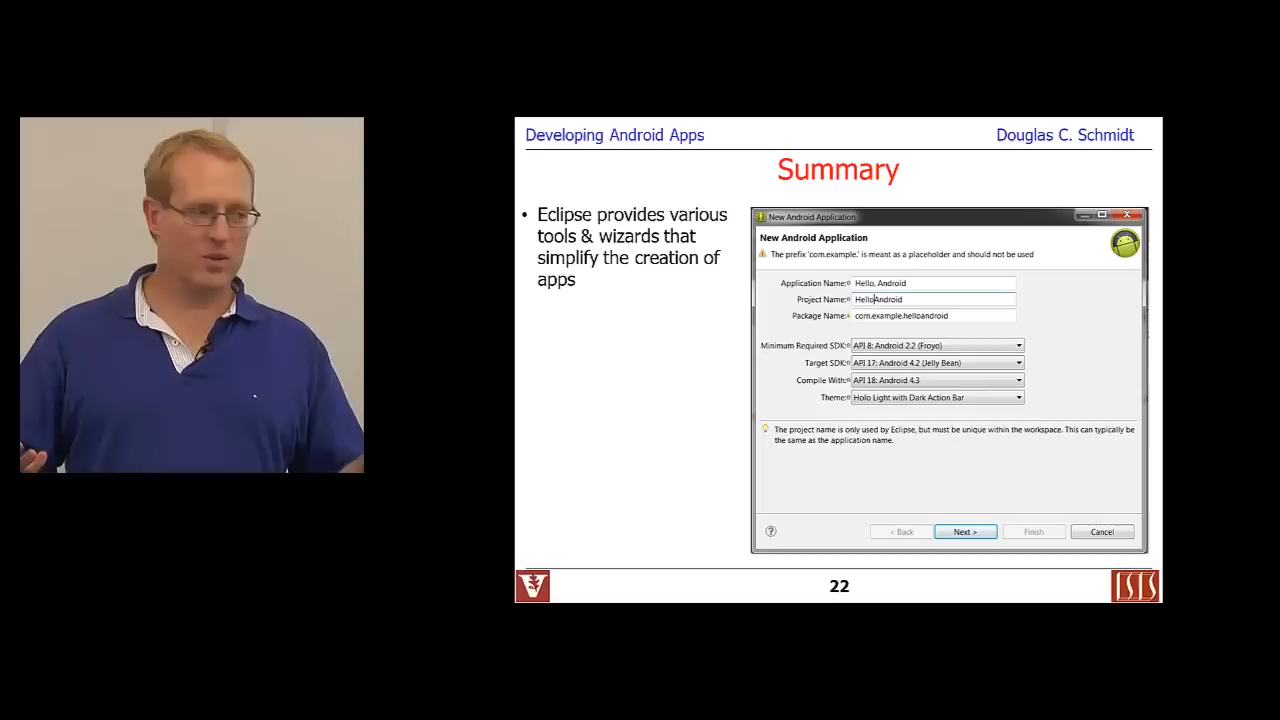 Developing Android Apps
Douglas C. Schmidt
Summary
• Eclipse provides various
tools & wizards that
simplify the creation of
apps
New Android Application
New Android Application
The prefix 'com.example.' is meant as a placeholder and should not be used
Application Name: Hello, Android
Project Name: HelloAndroid
Package Name: com.example.helloandroid
Minimum Required SDK: API 8: Android 2.2 (Froyo)
Target SDK: API 17: Android 4.2 (Jelly Bean)
Compile With: API 18: Android 4.3
Theme: Holo Light with Dark Action Bar
The project name is only used by Eclipse, but must be unique within the workspace. This can typically be
the same as the application name.
?
< Back
Next >
Finish
Cancel
V
22
ISIS